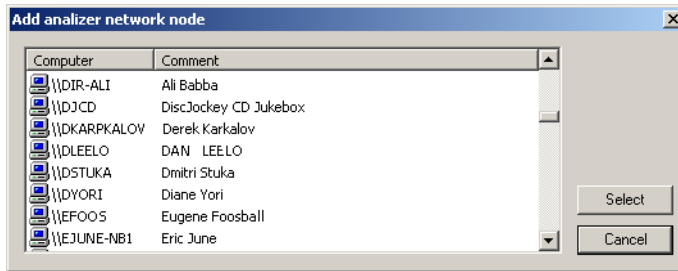 Add analizer network node
Computer Comment
\\DIR-ALI Ali Babba
\\DJCD DiscJockey CD Jukebox
\\DKARPKALOV Derek Karkalov
\\DLEELO DAN LEELO
\\DSTUKA Dmitri Stuka
\\DYORI Diane Yori
\\EFOOS Eugene Foosball
\\EJUNE-NB1 Eric June
Select
Cancel